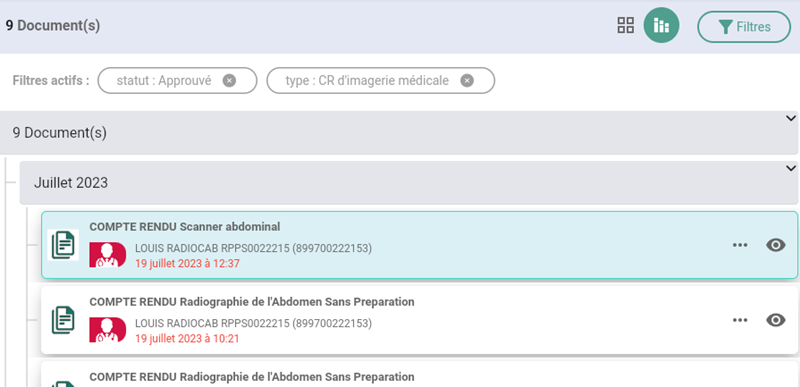 9 Document(s)
Filtres
Filtres actifs :
statut : Approuvé
type : CR d'imagerie médicale
9 Document(s)
Juillet 2023
COMPTE RENDU Scanner abdominal
LOUIS RADIOCAB RPPS0022215 (899700222153)
19 juillet 2023 à 12:37
COMPTE RENDU Radiographie de l'Abdomen Sans Preparation
LOUIS RADIOCAB RPPS0022215 (899700222153)
19 juillet 2023 à 10:21
COMPTE RENDU Radiographie de l'Abdomen Sans Preparation